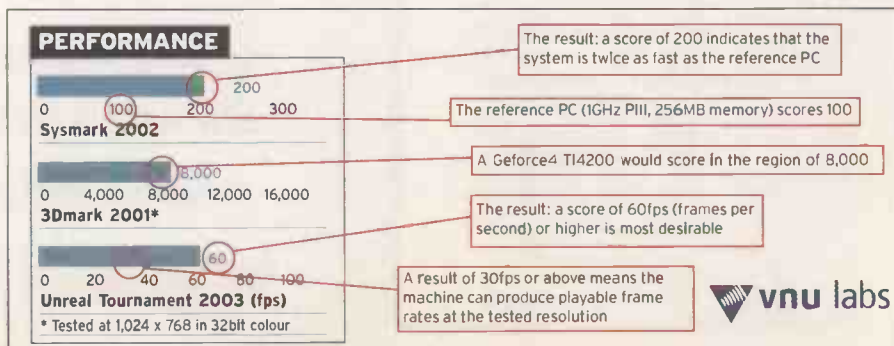 PERFORMANCE
200
0 100 200 300
Sysmark 2002
8,000
0 4,000 8,000 12,000 16,000
3Dmark 2001*
60
0 20 40 60 80 100
Unreal Tournament 2003 (fps)
* Tested at 1,024 x 768 in 32bit colour
The result: a score of 200 indicates that the
system is twice as fast as the reference PC
The reference PC (1GHz PIII, 256MB memory) scores 100
A Geforce4 TI4200 would score in the region of 8,000
The result: a score of 60fps (frames per
second) or higher is most desirable
A result of 30fps or above means the
machine can produce playable frame
rates at the tested resolution
vnu labs